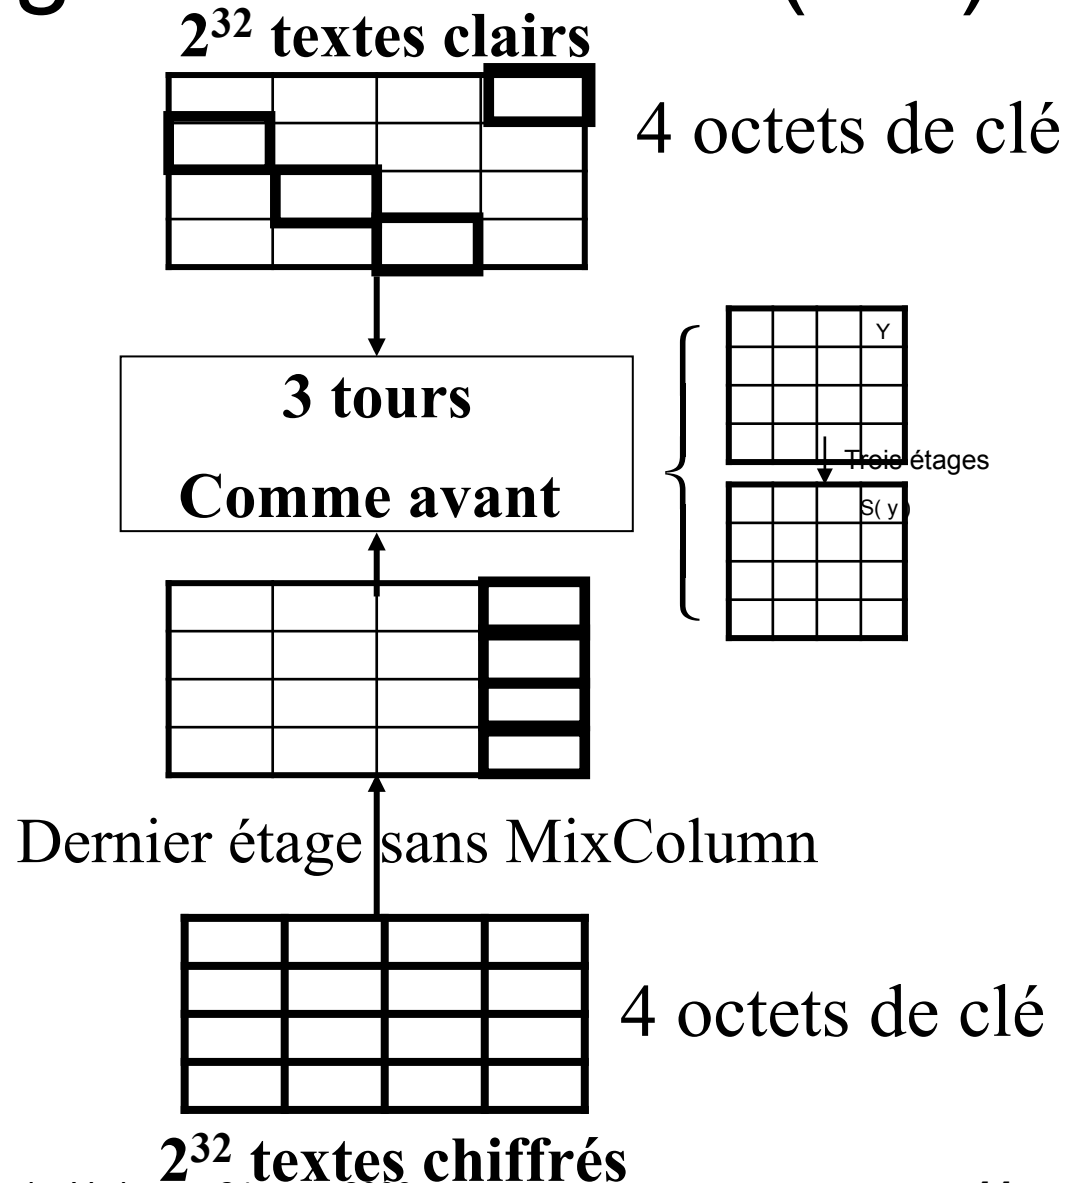 2³² textes clairs
4 octets de clé
3 tours
Comme avant
Y
Trois étages
S( y )
Dernier étage sans MixColumn
4 octets de clé
2³² textes chiffrés